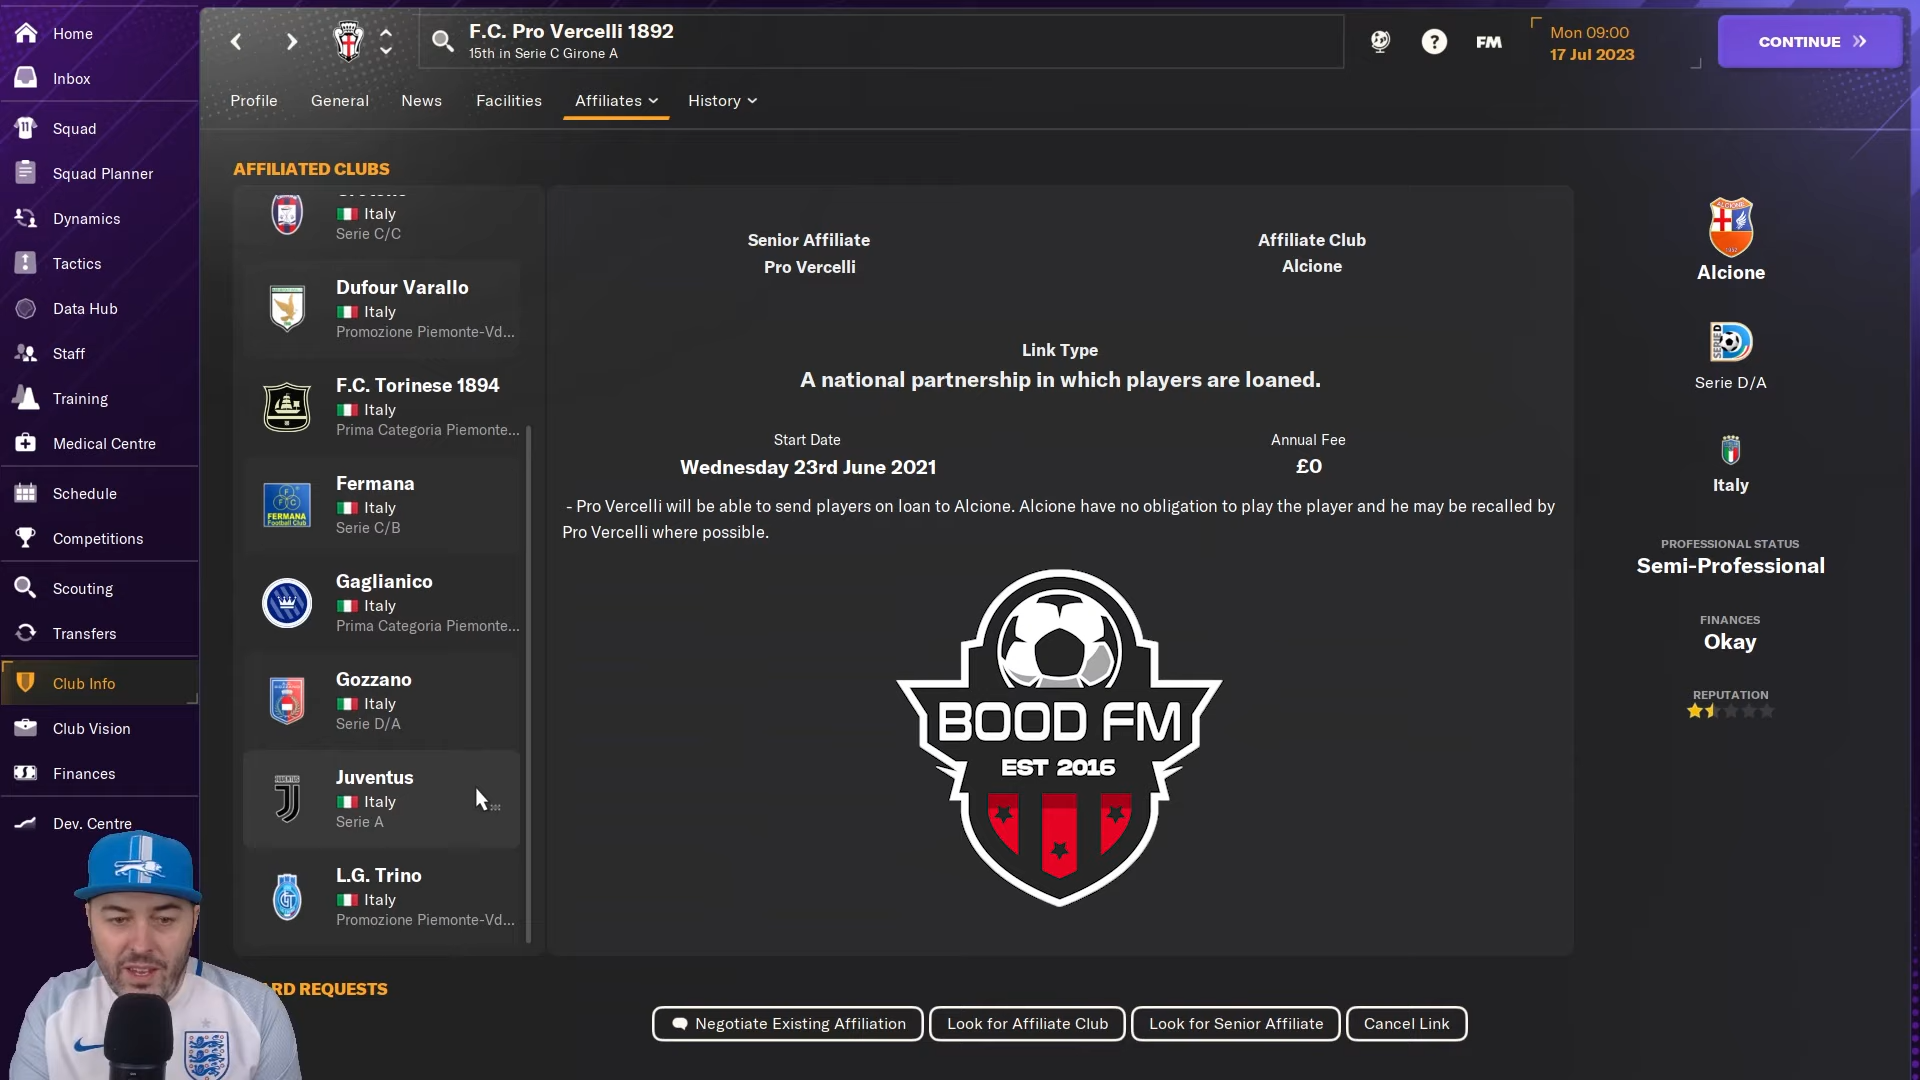 Home
Inbox
Squad
Squad Planner
Dynamics
Tactics
Data Hub
Staff
Training
Medical Centre
Schedule
Competitions
Scouting
Transfers
Club Info
Club Vision
Finances
Dev. Centre
F.C. Pro Vercelli 1892
15th in Serie C Girone A
FM
Mon 09:00
17 Jul 2023
CONTINUE
Profile
General
News
Facilities
Affiliates
History
AFFILIATED CLUBS
Italy
Serie C/C
Dufour Varallo
Italy
Promozione Piemonte-Vd...
F.C. Torinese 1894
Italy
Prima Categoria Piemonte...
Fermana
Italy
Serie C/B
Gaglianico
Italy
Prima Categoria Piemonte...
Gozzano
Italy
Serie D/A
Juventus
Italy
Serie A
L.G. Trino
Italy
Promozione Piemonte-Vd...
Senior Affiliate
Pro Vercelli
Affiliate Club
Alcione
Link Type
A national partnership in which players are loaned.
Start Date
Wednesday 23rd June 2021
Annual Fee
£0
- Pro Vercelli will be able to send players on loan to Alcione. Alcione have no obligation to play the player and he may be recalled by
Pro Vercelli where possible.
BOOD FM
EST 2016
Alcione
SERIE D
Serie D/A
Italy
PROFESSIONAL STATUS
Semi-Professional
FINANCES
Okay
REPUTATION
RD REQUESTS
Negotiate Existing Affiliation
Look for Affiliate Club
Look for Senior Affiliate
Cancel Link